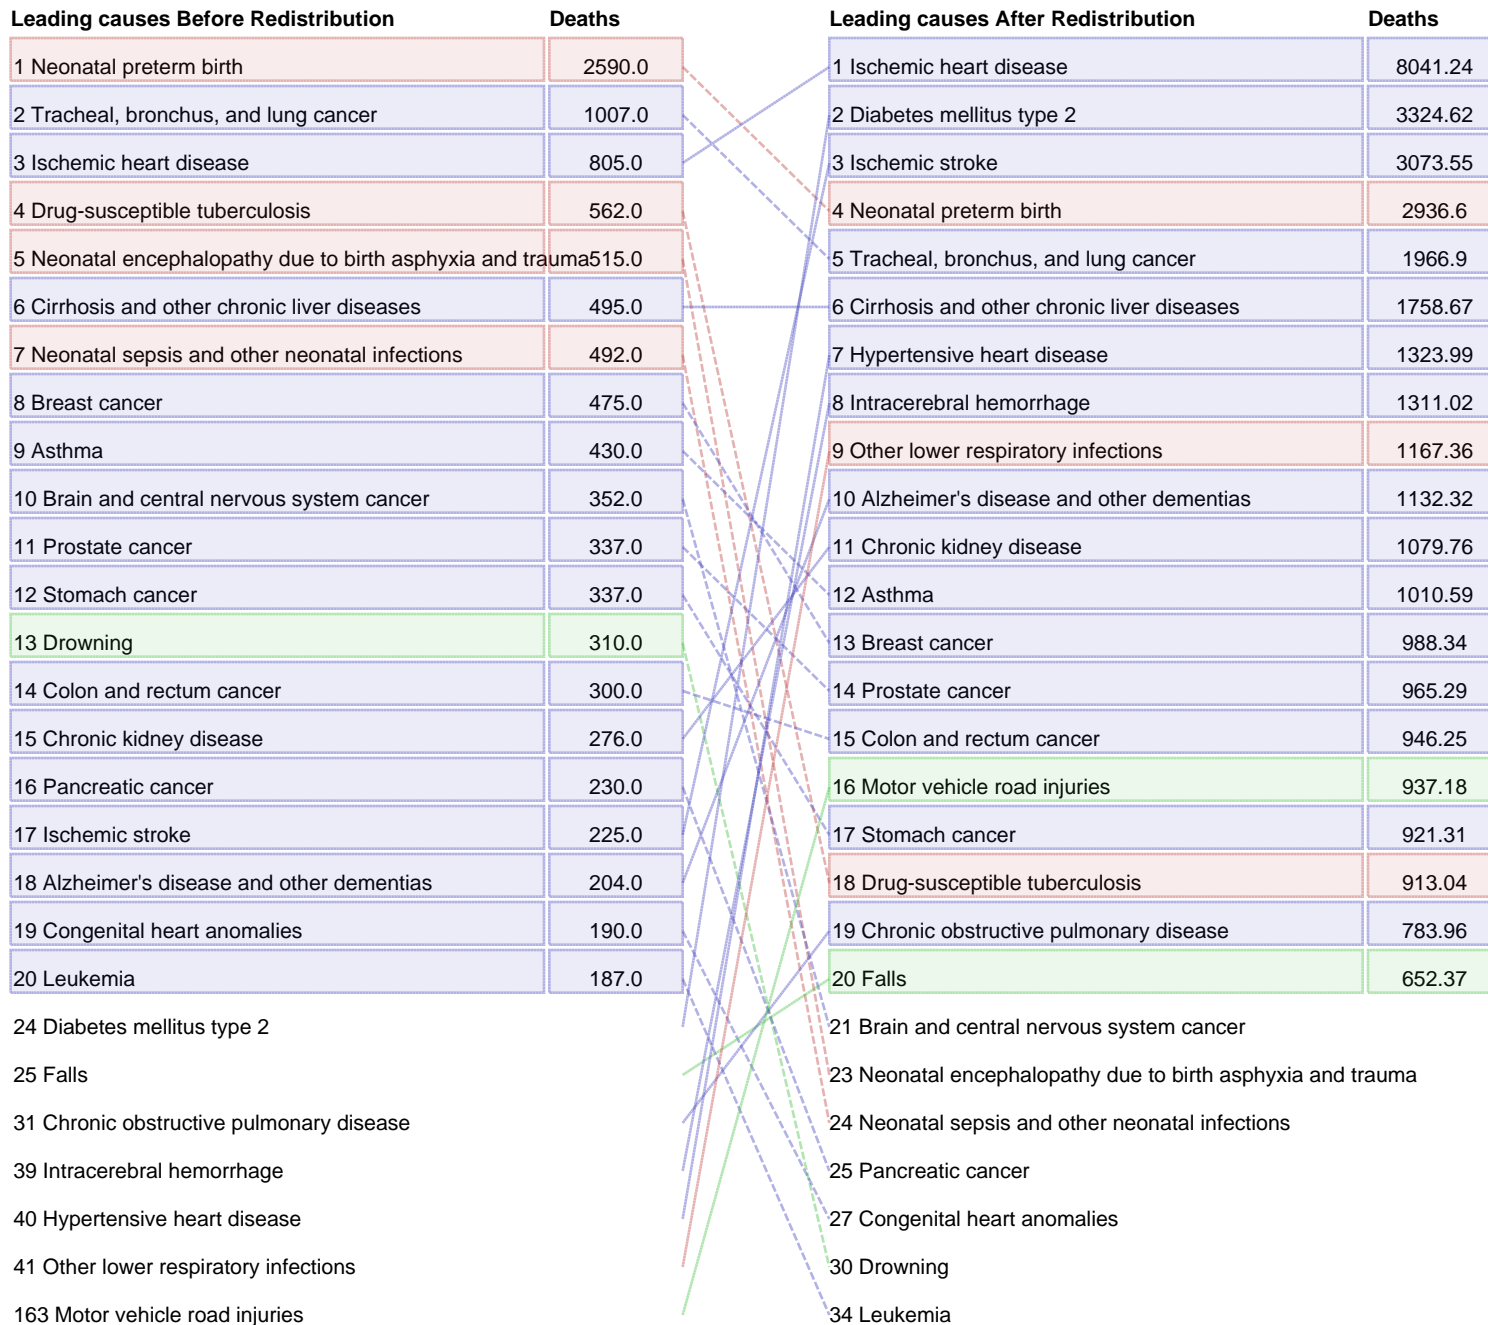 Leading causes Before Redistribution Deaths Leading causes After Redistribution Deaths
1 Neonatal preterm birth 2590.0 1 Ischemic heart disease 8041.24
2 Tracheal, bronchus, and lung cancer 1007.0 2 Diabetes mellitus type 2 3324.62
3 Ischemic heart disease 805.0 3 Ischemic stroke 3073.55
4 Drug-susceptible tuberculosis 562.0 4 Neonatal preterm birth 2936.6
5 Neonatal encephalopathy due to birth asphyxia and trauma 515.0 5 Tracheal, bronchus, and lung cancer 1966.9
6 Cirrhosis and other chronic liver diseases 495.0 6 Cirrhosis and other chronic liver diseases 1758.67
7 Neonatal sepsis and other neonatal infections 492.0 7 Hypertensive heart disease 1323.99
8 Breast cancer 475.0 8 Intracerebral hemorrhage 1311.02
9 Asthma 430.0 9 Other lower respiratory infections 1167.36
10 Brain and central nervous system cancer 352.0 10 Alzheimer's disease and other dementias 1132.32
11 Prostate cancer 337.0 11 Chronic kidney disease 1079.76
12 Stomach cancer 337.0 12 Asthma 1010.59
13 Drowning 310.0 13 Breast cancer 988.34
14 Colon and rectum cancer 300.0 14 Prostate cancer 965.29
15 Chronic kidney disease 276.0 15 Colon and rectum cancer 946.25
16 Pancreatic cancer 230.0 16 Motor vehicle road injuries 937.18
17 Ischemic stroke 225.0 17 Stomach cancer 921.31
18 Alzheimer's disease and other dementias 204.0 18 Drug-susceptible tuberculosis 913.04
19 Congenital heart anomalies 190.0 19 Chronic obstructive pulmonary disease 783.96
20 Leukemia 187.0 20 Falls 652.37
24 Diabetes mellitus type 2 21 Brain and central nervous system cancer
25 Falls 23 Neonatal encephalopathy due to birth asphyxia and trauma
31 Chronic obstructive pulmonary disease 24 Neonatal sepsis and other neonatal infections
39 Intracerebral hemorrhage 25 Pancreatic cancer
40 Hypertensive heart disease 27 Congenital heart anomalies
41 Other lower respiratory infections 30 Drowning
163 Motor vehicle road injuries 34 Leukemia